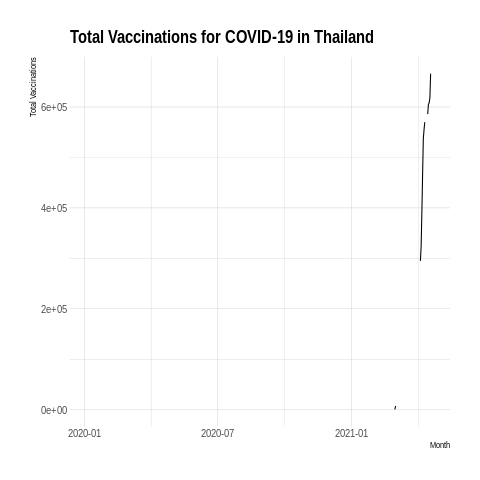 Total Vaccinations for COVID-19 in Thailand
Total Vaccinations
6e+05
4e+05
2e+05
0e+00
2020-01
2020-07
2021-01
Month